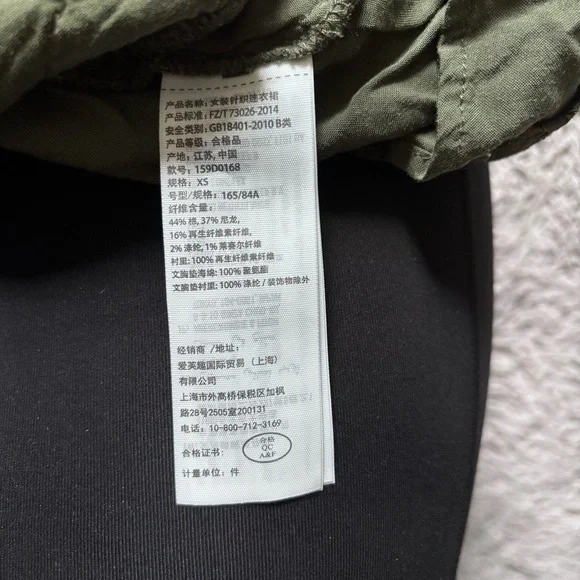 产品名称: 女装针织连衣裙
产品标准: FZ/T 73026-2014
安全类别: GB18401-2010 B类
产品等级: 合格品
产地: 江苏, 中国
款号: 159D0168
规格: XS
号型/规格: 165/84A
纤维含量:
44% 棉, 37% 尼龙,
16% 再生纤维素纤维,
2% 涤纶, 1% 莱赛尔纤维
衬里: 100% 再生纤维素纤维
文胸垫海绵: 100% 聚氨酯
文胸垫衬里: 100% 涤纶 / 装饰物除外
经销商 /地址:
爱芙趣国际贸易 (上海)
有限公司
上海市外高桥保税区加枫
路28号2505室200131
电话: 10-800-712-3169
合格证书:
合格
QC
A&F
计量单位: 件